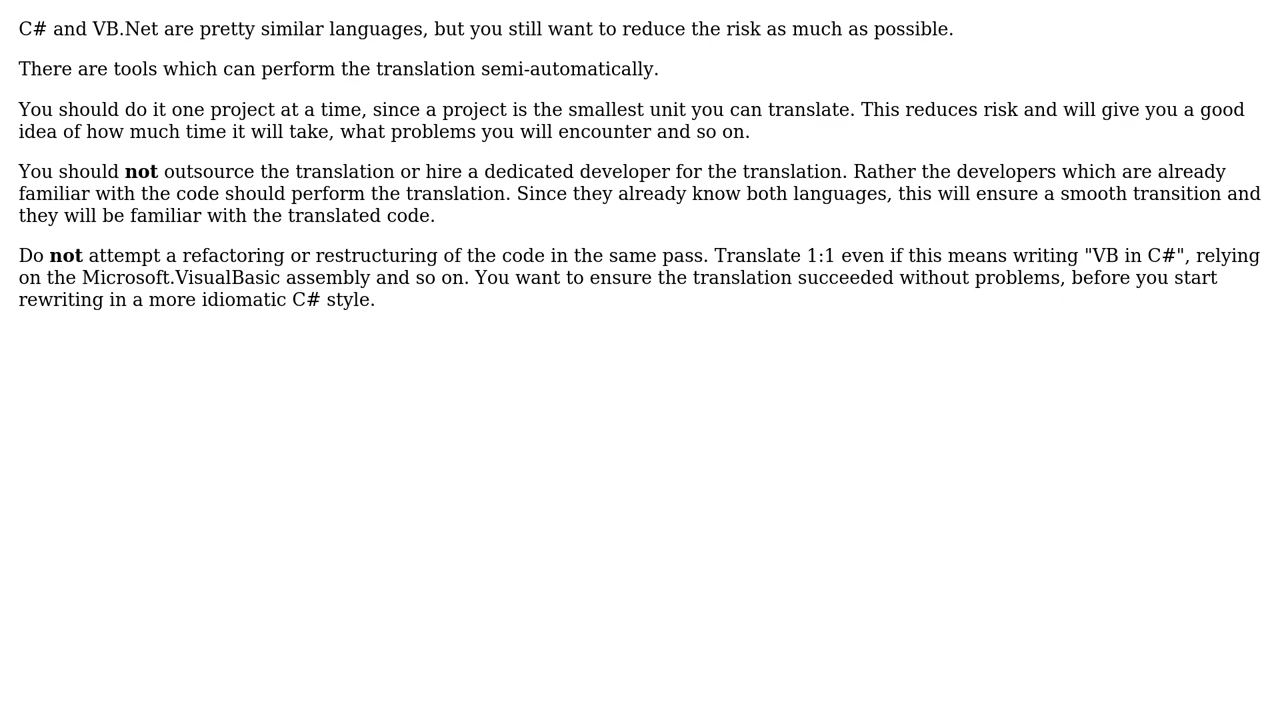 C# and VB.Net are pretty similar languages, but you still want to reduce the risk as much as possible.
There are tools which can perform the translation semi-automatically.
You should do it one project at a time, since a project is the smallest unit you can translate. This reduces risk and will give you a good
idea of how much time it will take, what problems you will encounter and so on.
You should not outsource the translation or hire a dedicated developer for the translation. Rather the developers which are already
familiar with the code should perform the translation. Since they already know both languages, this will ensure a smooth transition and
they will be familiar with the translated code.
Do not attempt a refactoring or restructuring of the code in the same pass. Translate 1:1 even if this means writing "VB in C#", relying
on the Microsoft.VisualBasic assembly and so on. You want to ensure the translation succeeded without problems, before you start
rewriting in a more idiomatic C# style.